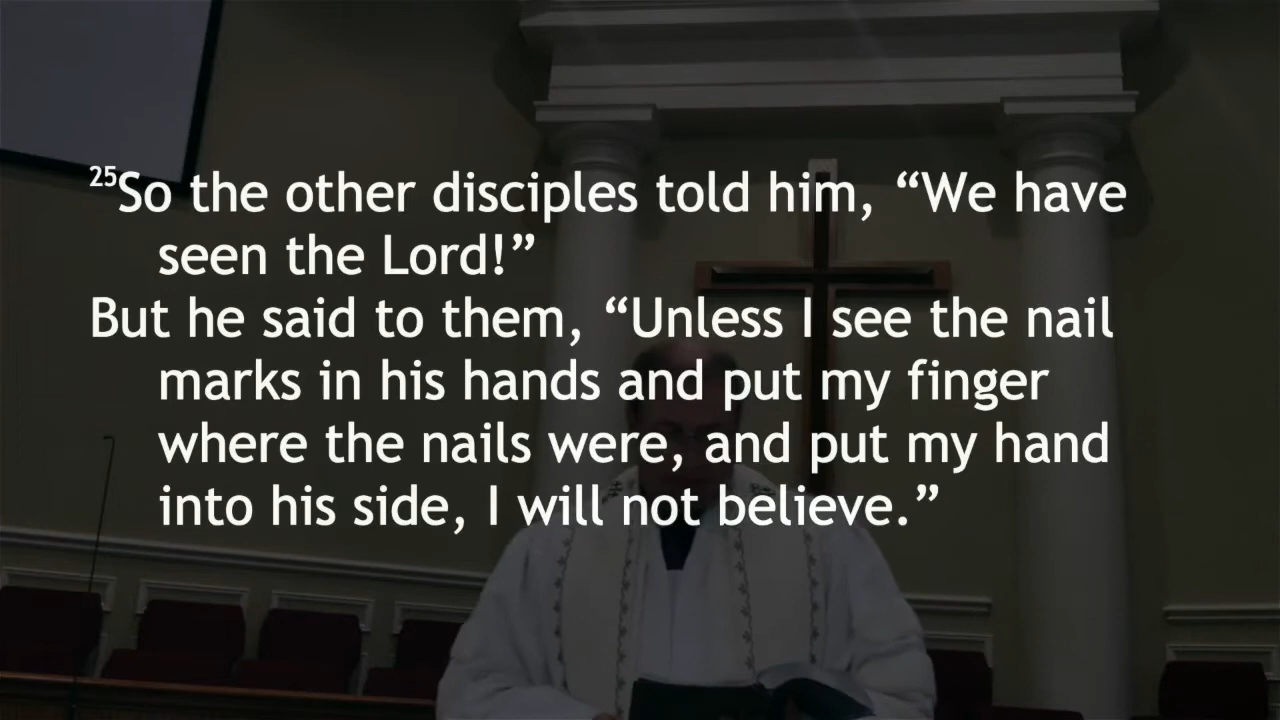 25So the other disciples told him, “We have
seen the Lord!”
But he said to them, “Unless I see the nail
marks in his hands and put my finger
where the nails were, and put my hand
into his side, I will not believe.”